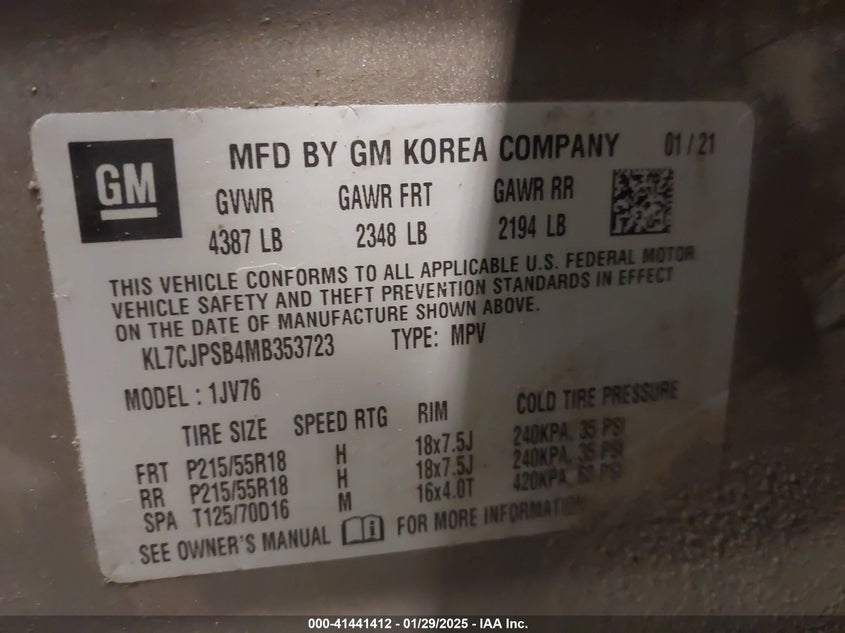 GM
MFD BY GM KOREA COMPANY 01/21
GVWR GAWR FRT GAWR RR
4387 LB 2348 LB 2194 LB
THIS VEHICLE CONFORMS TO ALL APPLICABLE U.S. FEDERAL MOTOR
VEHICLE SAFETY AND THEFT PREVENTION STANDARDS IN EFFECT
ON THE DATE OF MANUFACTURE SHOWN ABOVE.
KL7CJPSB4MB353723 TYPE: MPV
MODEL: 1JV76
TIRE SIZE SPEED RTG RIM COLD TIRE PRESSURE
FRT P215/55R18 H 18x7.5J 240KPA, 35 PSI
RR P215/55R18 H 18x7.5J 240KPA, 35 PSI
SPA T125/70D16 M 16x4.0T 420KPA, 60 PSI
SEE OWNER'S MANUAL FOR MORE INFORMATION
000-41441412 - 01/29/2025 - IAA Inc.